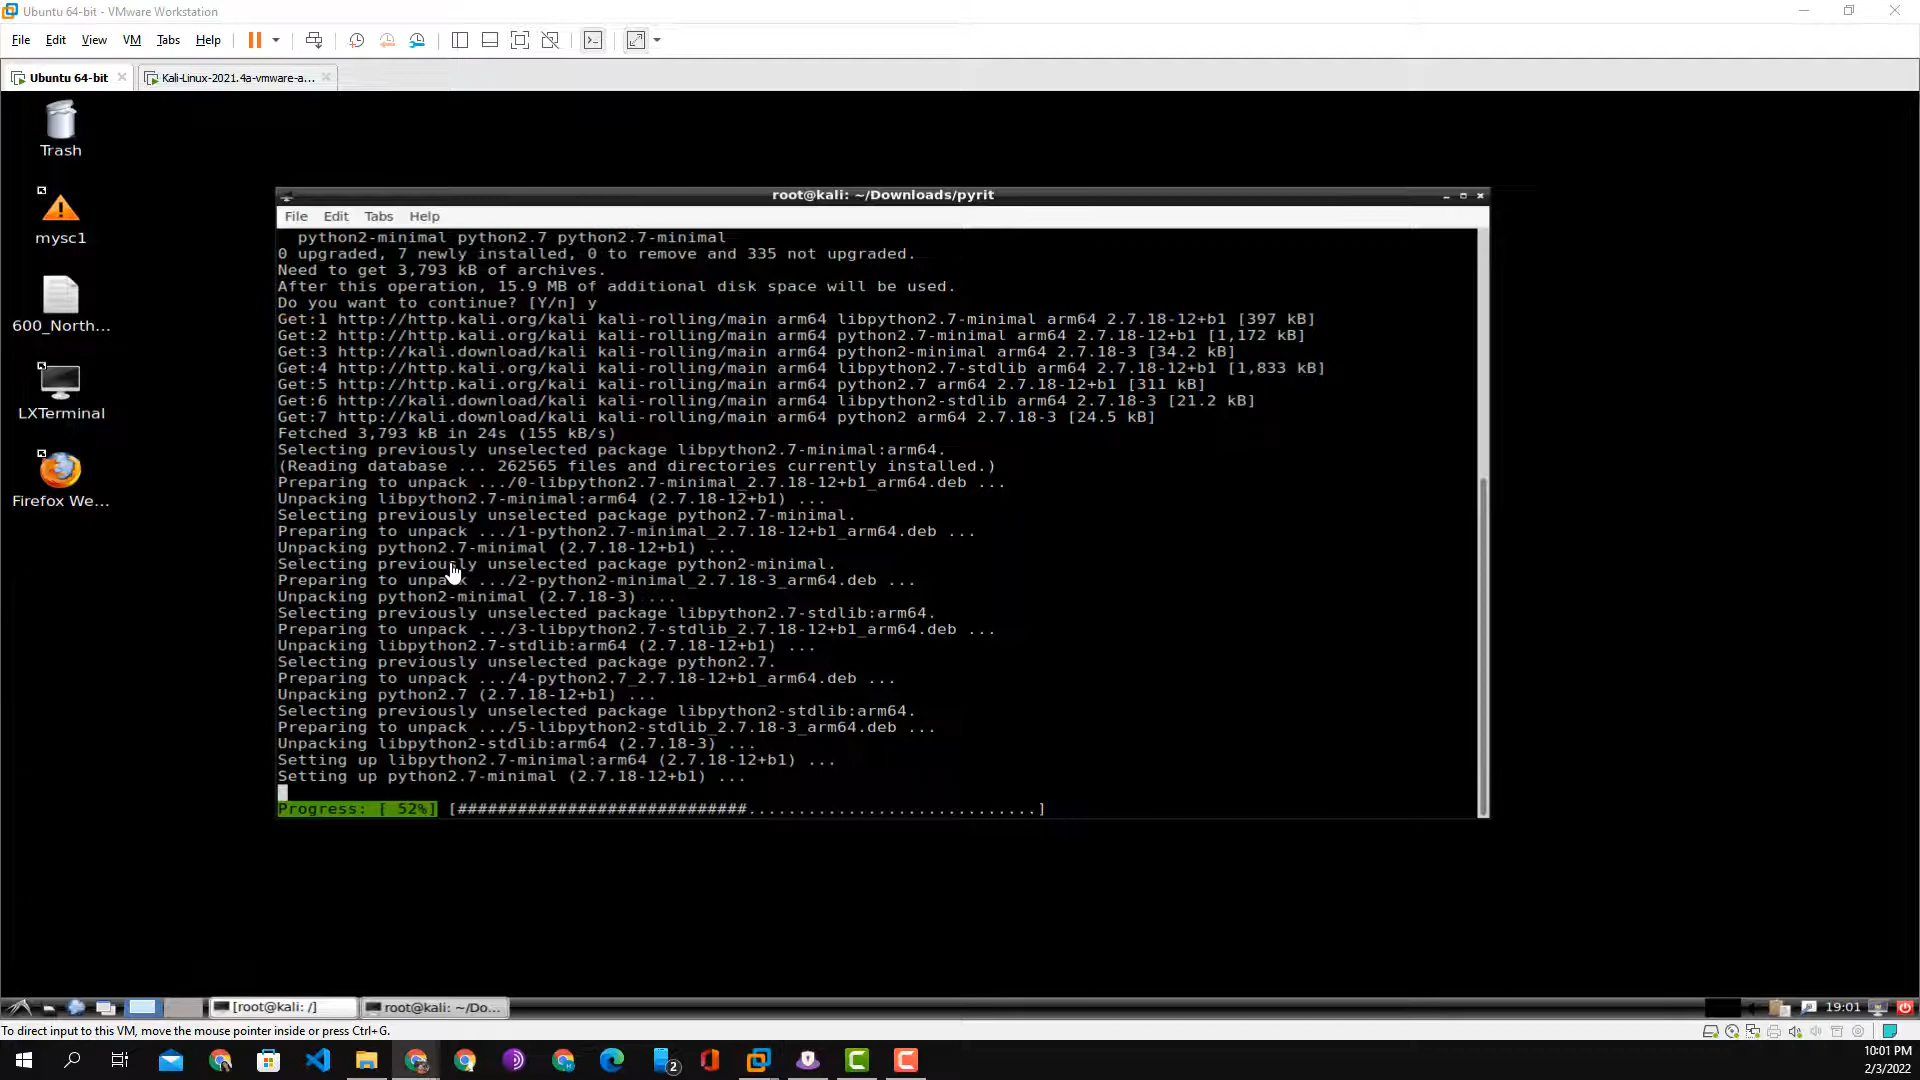 Ubuntu 64-bit - VMware Workstation
File Edit View VM Tabs Help
Ubuntu 64-bit
Kali-Linux-2021.4a-vmware-a...
Trash
mysc1
600_North...
LXTerminal
Firefox We...
root@kali: ~/Downloads/pyrit
File Edit Tabs Help
python2-minimal python2.7 python2.7-minimal
0 upgraded, 7 newly installed, 0 to remove and 335 not upgraded.
Need to get 3,793 kB of archives.
After this operation, 15.9 MB of additional disk space will be used.
Do you want to continue? [Y/n] y
Get:1 http://http.kali.org/kali kali-rolling/main arm64 libpython2.7-minimal arm64 2.7.18-12+b1 [397 kB]
Get:2 http://http.kali.org/kali kali-rolling/main arm64 python2.7-minimal arm64 2.7.18-12+b1 [1,172 kB]
Get:3 http://kali.download/kali kali-rolling/main arm64 python2-minimal arm64 2.7.18-3 [34.2 kB]
Get:4 http://http.kali.org/kali kali-rolling/main arm64 libpython2.7-stdlib arm64 2.7.18-12+b1 [1,833 kB]
Get:5 http://http.kali.org/kali kali-rolling/main arm64 python2.7 arm64 2.7.18-12+b1 [311 kB]
Get:6 http://kali.download/kali kali-rolling/main arm64 libpython2-stdlib arm64 2.7.18-3 [21.2 kB]
Get:7 http://kali.download/kali kali-rolling/main arm64 python2 arm64 2.7.18-3 [24.5 kB]
Fetched 3,793 kB in 24s (155 kB/s)
Selecting previously unselected package libpython2.7-minimal:arm64.
(Reading database ... 262565 files and directories currently installed.)
Preparing to unpack .../0-libpython2.7-minimal_2.7.18-12+b1_arm64.deb ...
Unpacking libpython2.7-minimal:arm64 (2.7.18-12+b1) ...
Selecting previously unselected package python2.7-minimal.
Preparing to unpack .../1-python2.7-minimal_2.7.18-12+b1_arm64.deb ...
Unpacking python2.7-minimal (2.7.18-12+b1) ...
Selecting previously unselected package python2-minimal.
Preparing to unpack .../2-python2-minimal_2.7.18-3_arm64.deb ...
Unpacking python2-minimal (2.7.18-3) ...
Selecting previously unselected package libpython2.7-stdlib:arm64.
Preparing to unpack .../3-libpython2.7-stdlib_2.7.18-12+b1_arm64.deb ...
Unpacking libpython2.7-stdlib:arm64 (2.7.18-12+b1) ...
Selecting previously unselected package python2.7.
Preparing to unpack .../4-python2.7_2.7.18-12+b1_arm64.deb ...
Unpacking python2.7 (2.7.18-12+b1) ...
Selecting previously unselected package libpython2-stdlib:arm64.
Preparing to unpack .../5-libpython2-stdlib_2.7.18-3_arm64.deb ...
Unpacking libpython2-stdlib:arm64 (2.7.18-3) ...
Setting up libpython2.7-minimal:arm64 (2.7.18-12+b1) ...
Setting up python2.7-minimal (2.7.18-12+b1) ...
Progress: [ 52%] [#############################.............................]
[root@kali: /]
root@kali: ~/Do...
19:01
To direct input to this VM, move the mouse pointer inside or press Ctrl+G.
2
10:01 PM
2/3/2022